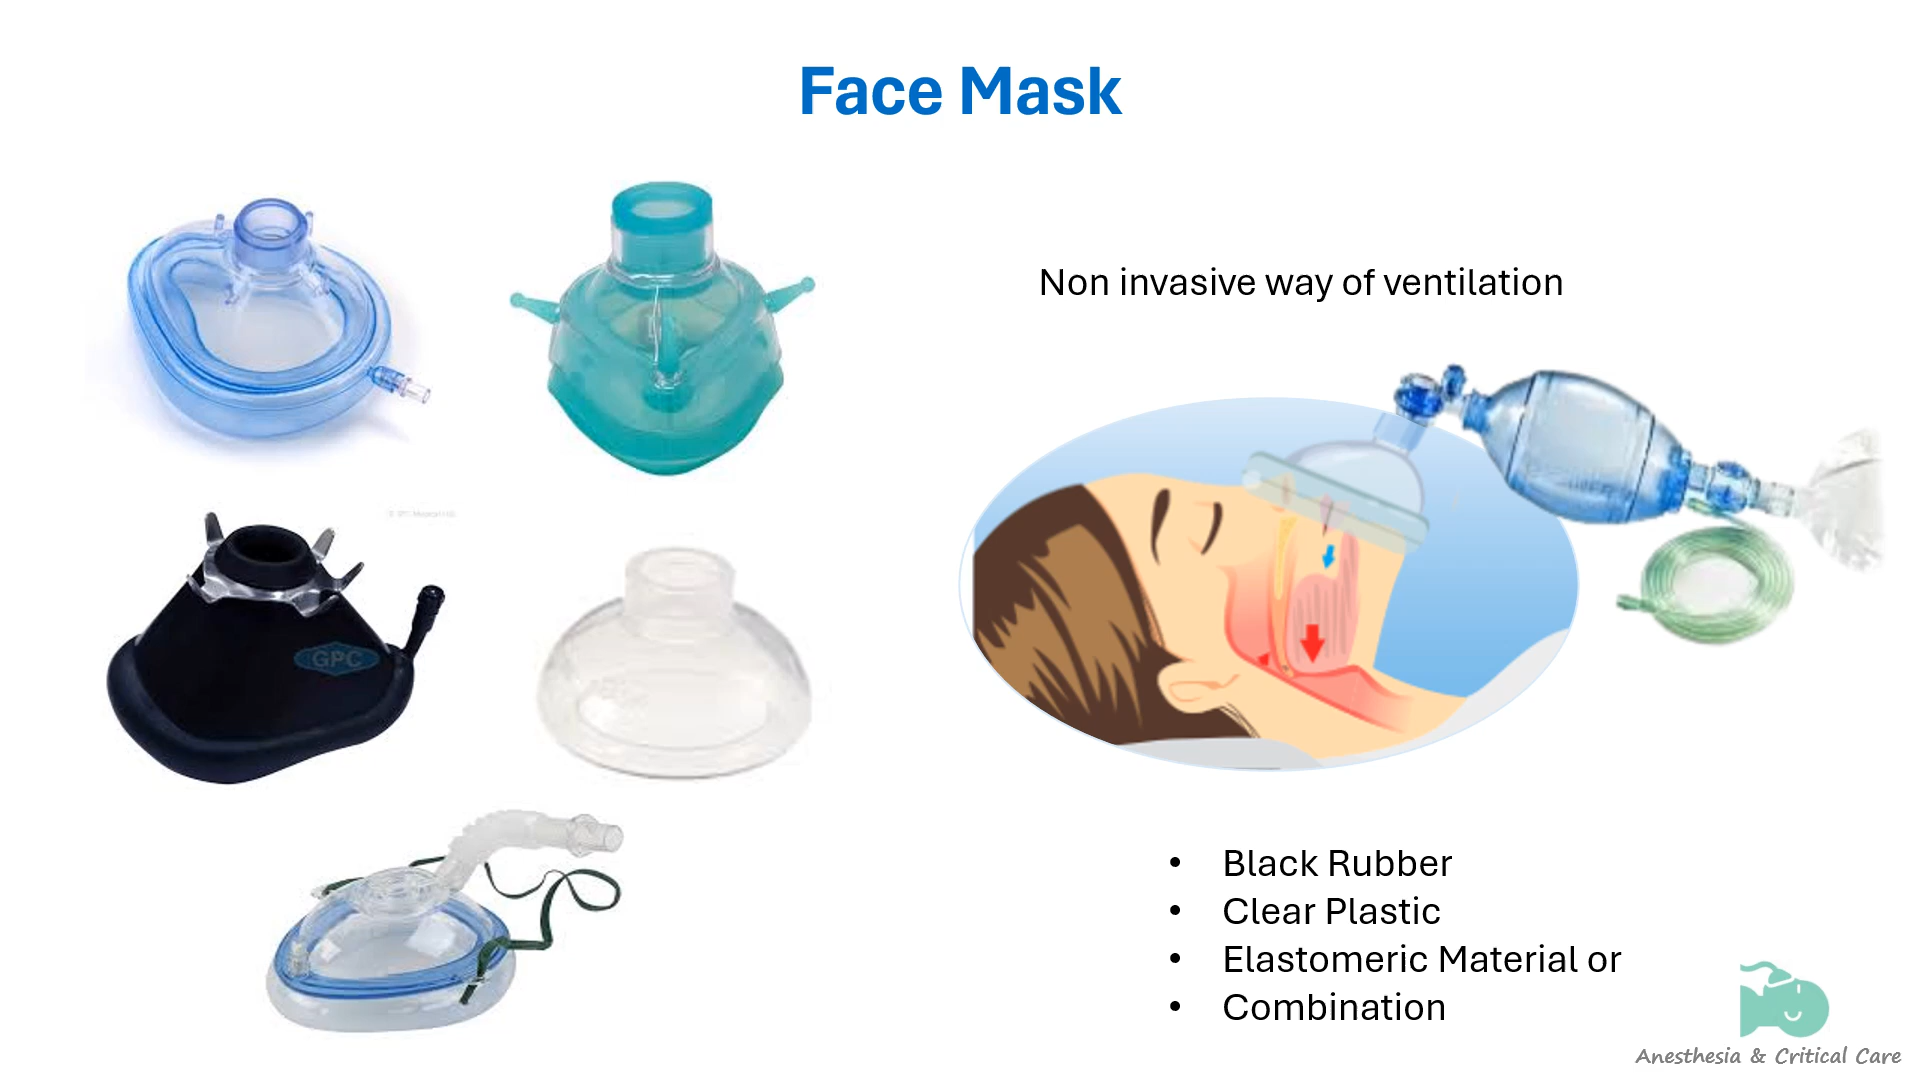 Face Mask
Non invasive way of ventilation
GPC
• Black Rubber
• Clear Plastic
• Elastomeric Material or
• Combination
Anesthesia & Critical Care